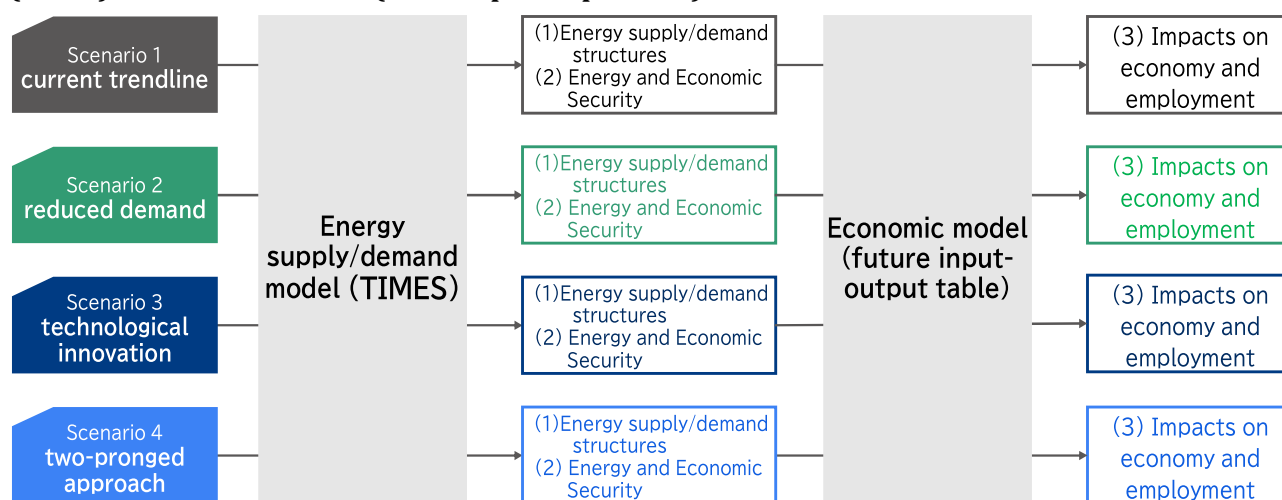 Scenario 1
current trendline
(1)Energy supply/demand
structures
(2) Energy and Economic
Security
(3) Impacts on
economy and
employment
Scenario 2
reduced demand
(1)Energy supply/demand
structures
(2) Energy and Economic
Security
(3) Impacts on
economy and
employment
Energy
supply/demand
model (TIMES)
Economic model
(future input-
output table)
Scenario 3
technological
innovation
(1)Energy supply/demand
structures
(2) Energy and Economic
Security
(3) Impacts on
economy and
employment
Scenario 4
two-pronged
approach
(1)Energy supply/demand
structures
(2) Energy and Economic
Security
(3) Impacts on
economy and
employment